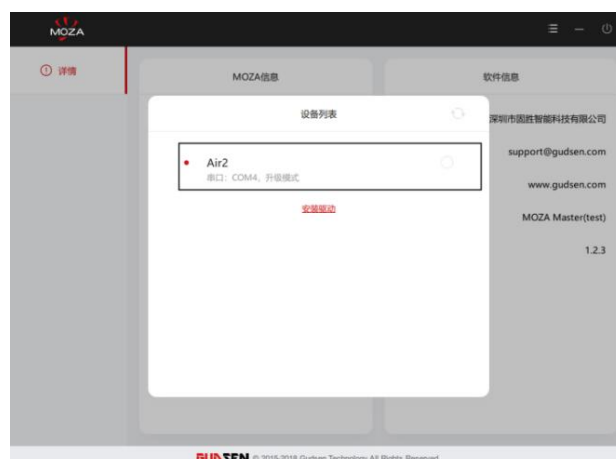 MOZA
详情
MOZA信息
软件信息
设备列表
深圳市固胜智能科技有限公司
Air2
串口：COM4，升级模式
support@gudsen.com
安装驱动
www.gudsen.com
MOZA Master(test)
1.2.3
GUDSEN © 2015-2018 Gudsen Technology All Rights Reserved